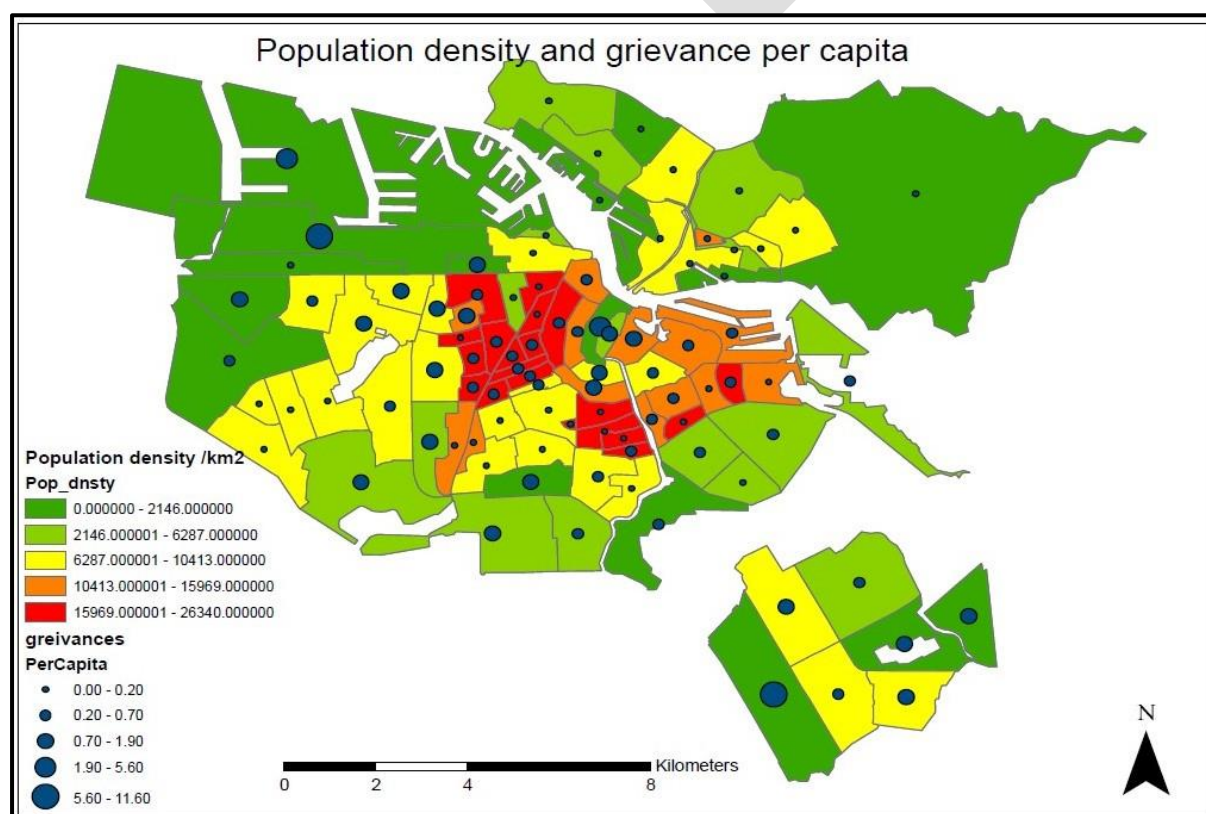 Population density and grievance per capita
Population density /km2
Pop_dnsty
0.000000 - 2146.000000
2146.000001 - 6287.000000
6287.000001 - 10413.000000
10413.000001 - 15969.000000
15969.000001 - 26340.000000
greivances
PerCapita
0.00 - 0.20
0.20 - 0.70
0.70 - 1.90
1.90 - 5.60
5.60 - 11.60
Kilometers
0 2 4 8
N